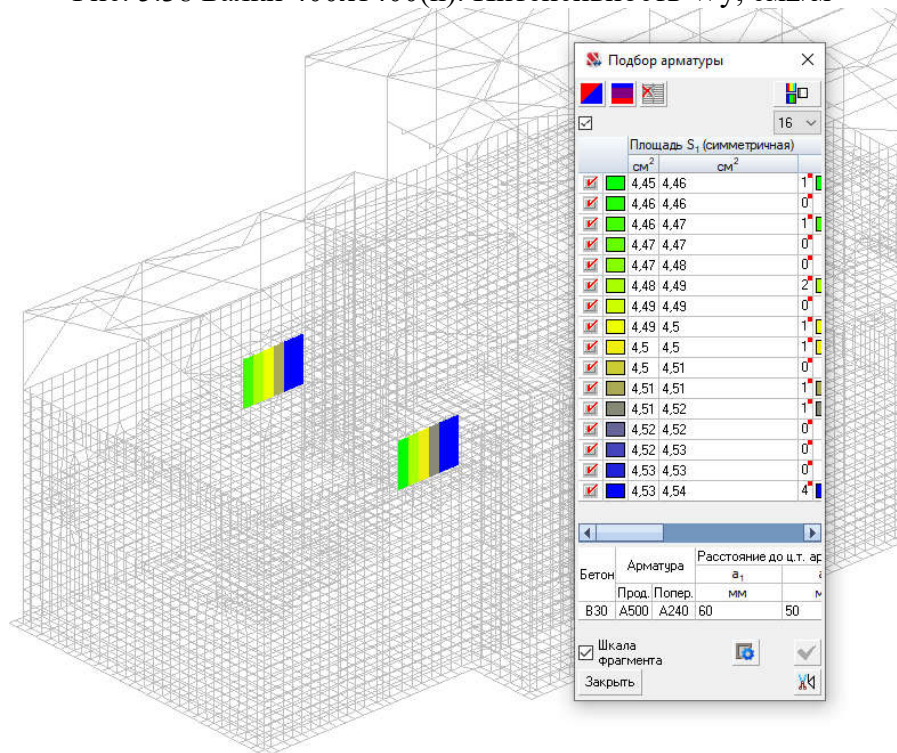 Подбор арматуры
16
Площадь S1 (симметричная)
см2 см2
4,45 4,46 1
4,46 4,46 0
4,46 4,47 1
4,47 4,47 0
4,47 4,48 0
4,48 4,49 2
4,49 4,49 0
4,49 4,5 1
4,5 4,5 1
4,5 4,51 0
4,51 4,51 1
4,51 4,52 1
4,52 4,52 0
4,52 4,53 0
4,53 4,53 0
4,53 4,54 4
Бетон Арматура Расстояние до ц.т. ар
a1
Прод. Попер. мм
B30 A500 A240 60 50
Шкала
фрагмента
Закрыть